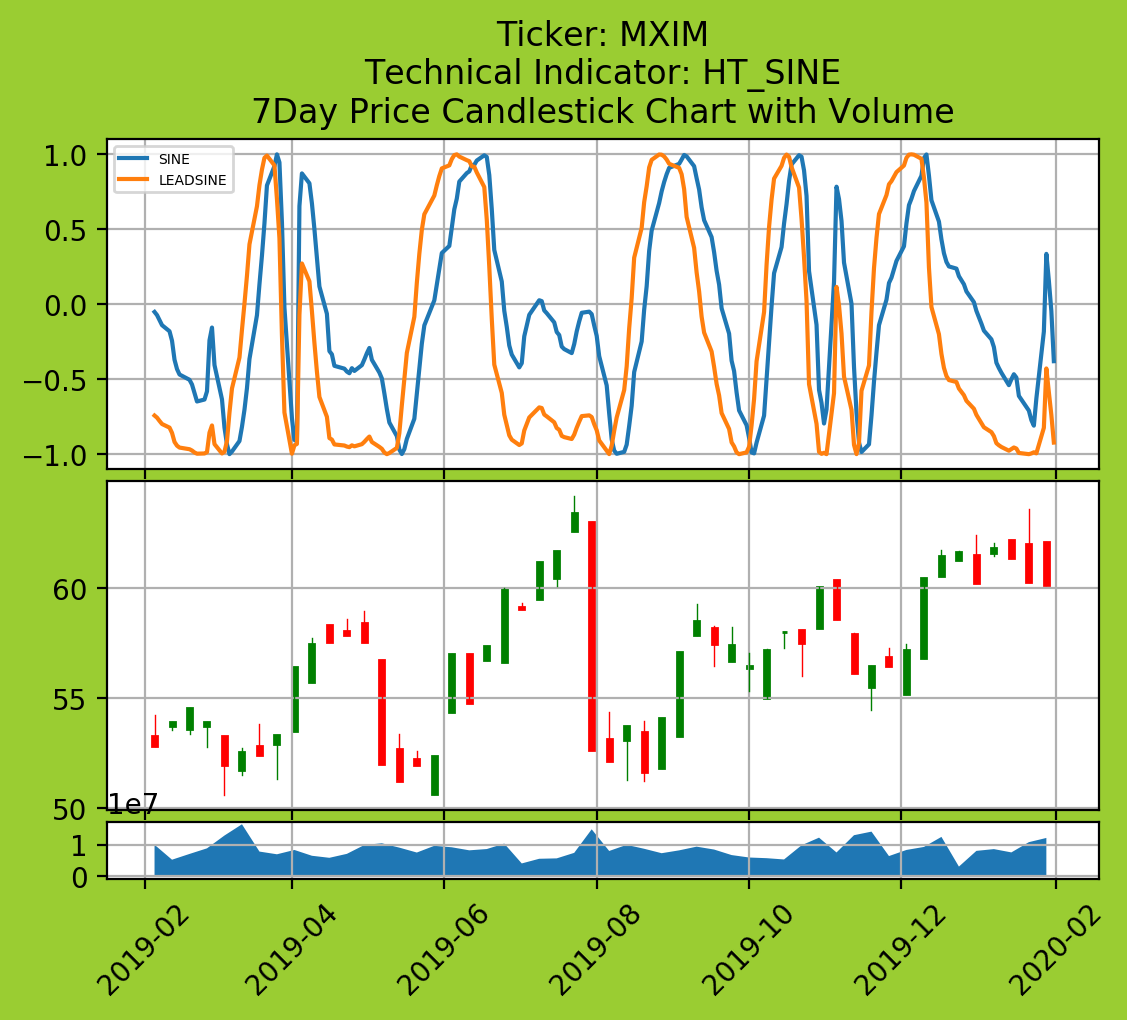 Ticker: MXIM
Technical Indicator: HT_SINE
7Day Price Candlestick Chart with Volume
SINE
LEADSINE
1.0
0.5
0.0
−0.5
−1.0
60
55
50
1e7
1
0
2019-02
2019-04
2019-06
2019-08
2019-10
2019-12
2020-02